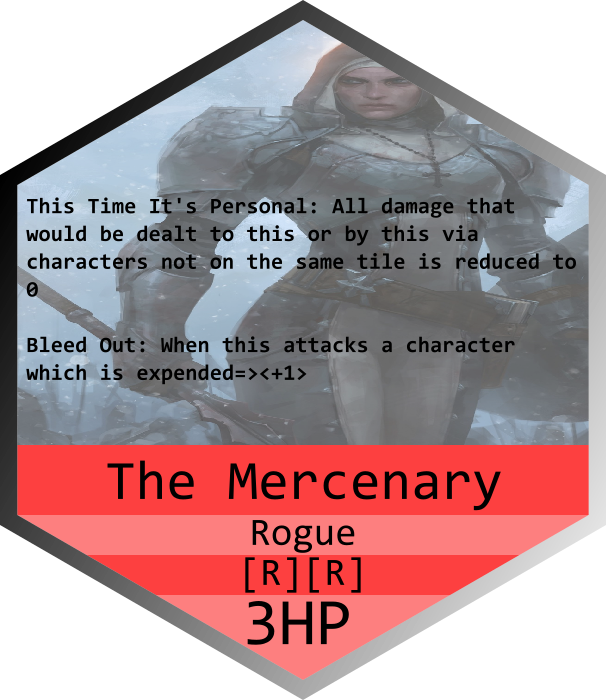 This Time It's Personal: All damage that
would be dealt to this or by this via
characters not on the same tile is reduced to
0
Bleed Out: When this attacks a character
which is expended=><+1>
The Mercenary
Rogue
[R][R]
3HP